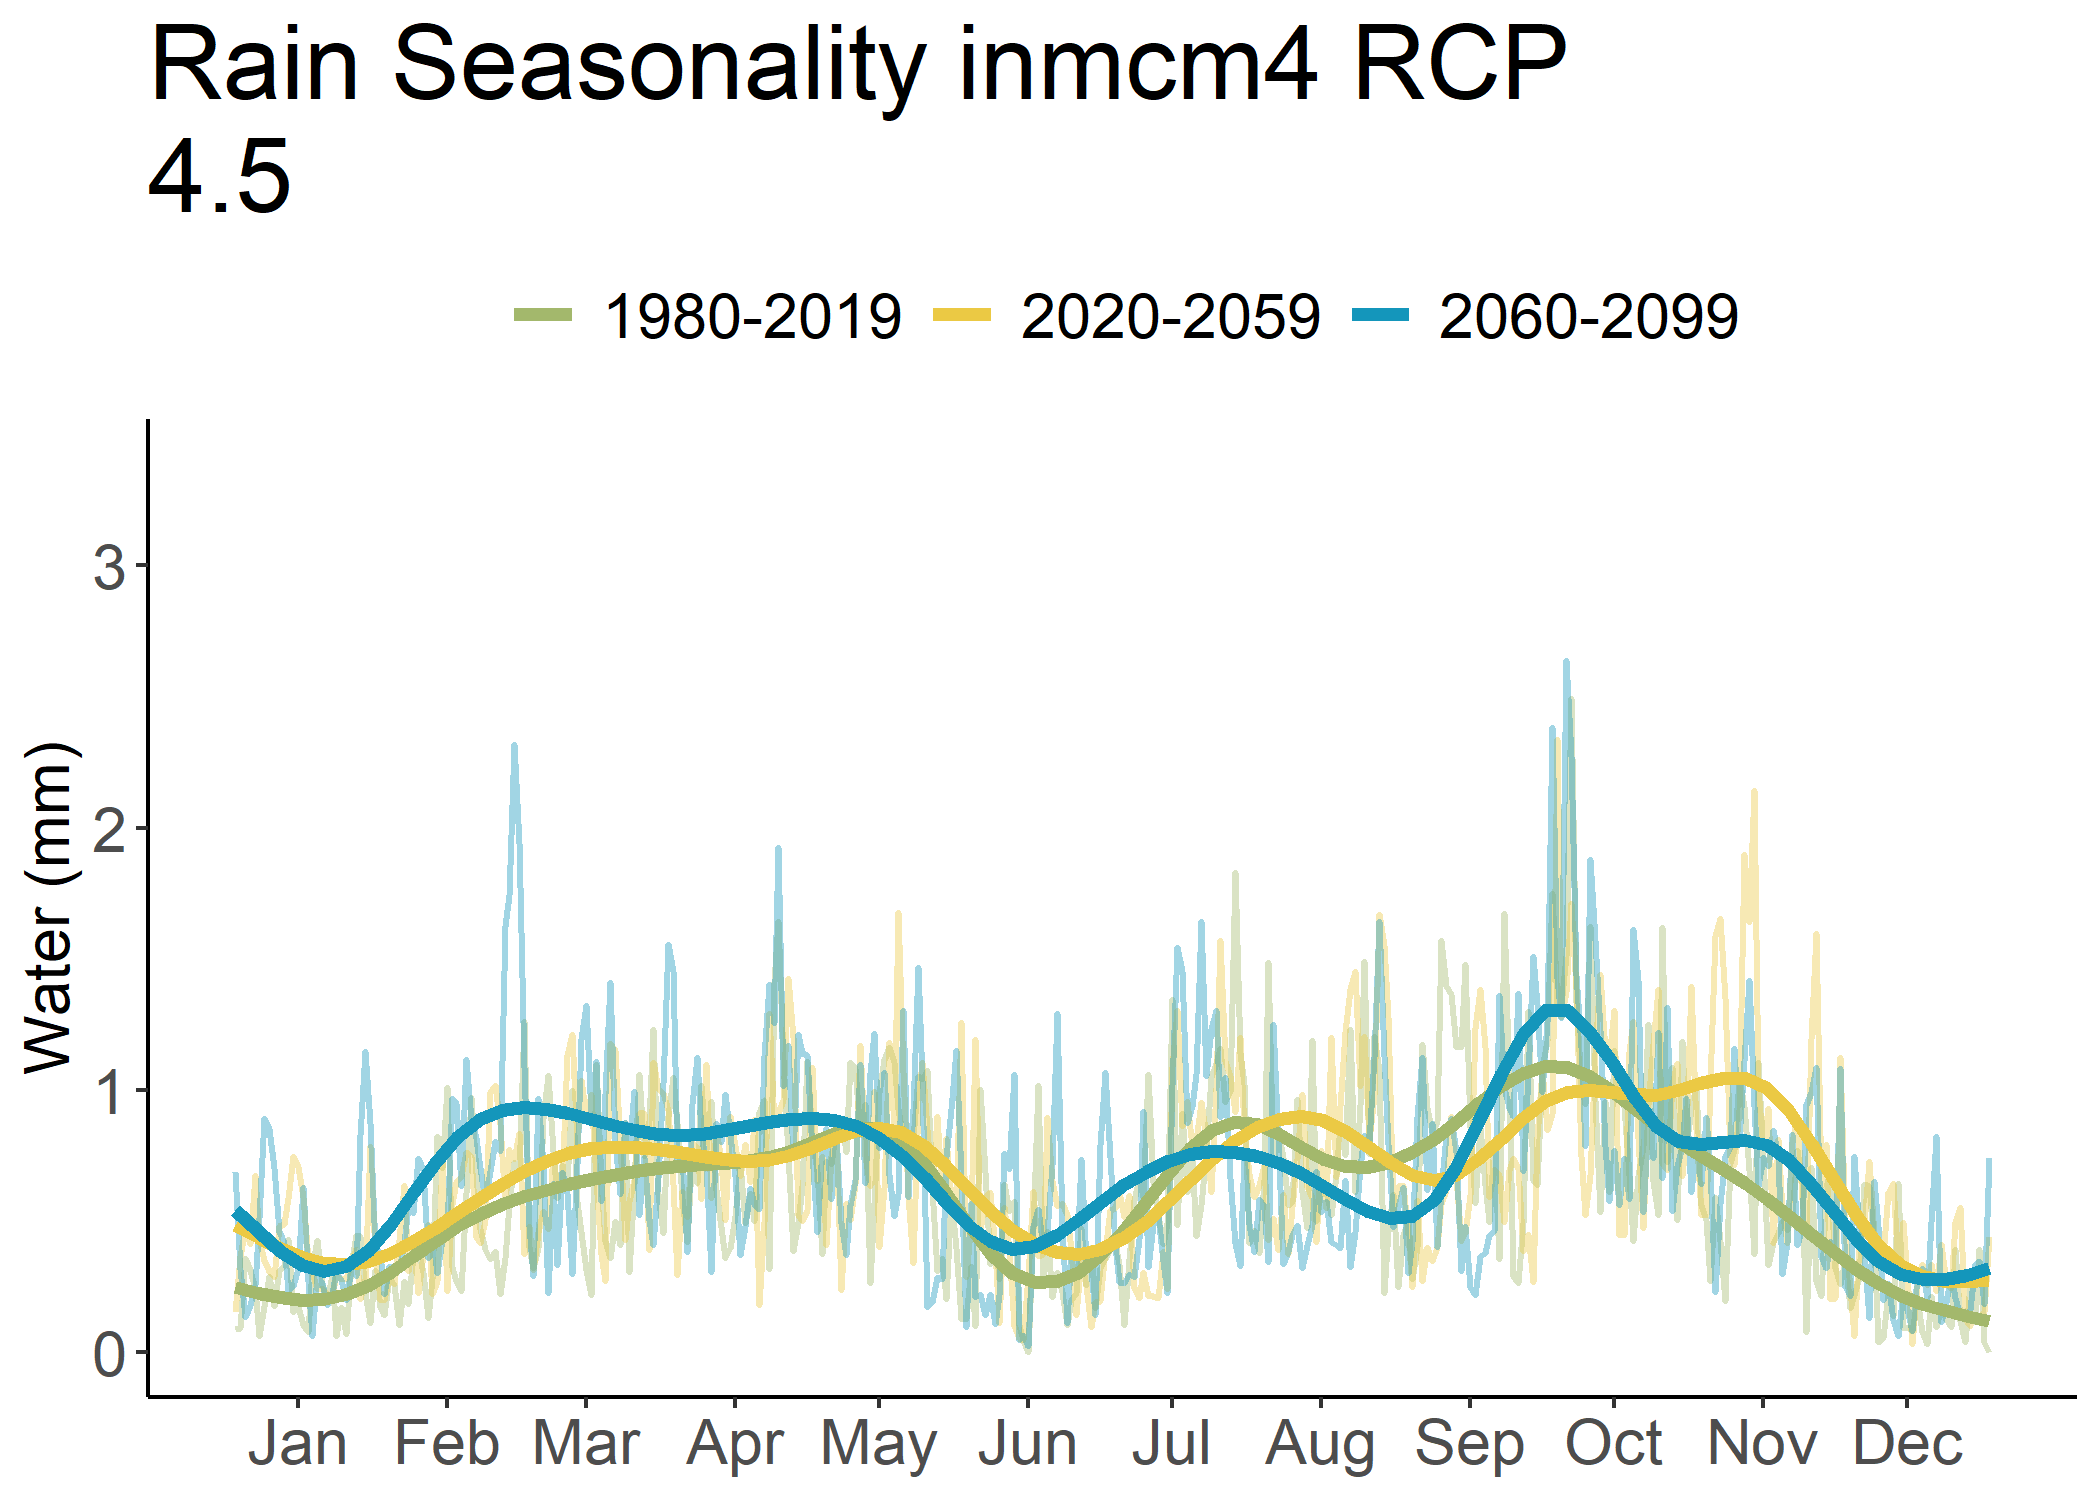 Rain Seasonality inmcm4 RCP
4.5
1980-2019 2020-2059 2060-2099
Water (mm)
3
2
1
0
Jan Feb Mar Apr May Jun Jul Aug Sep Oct Nov Dec